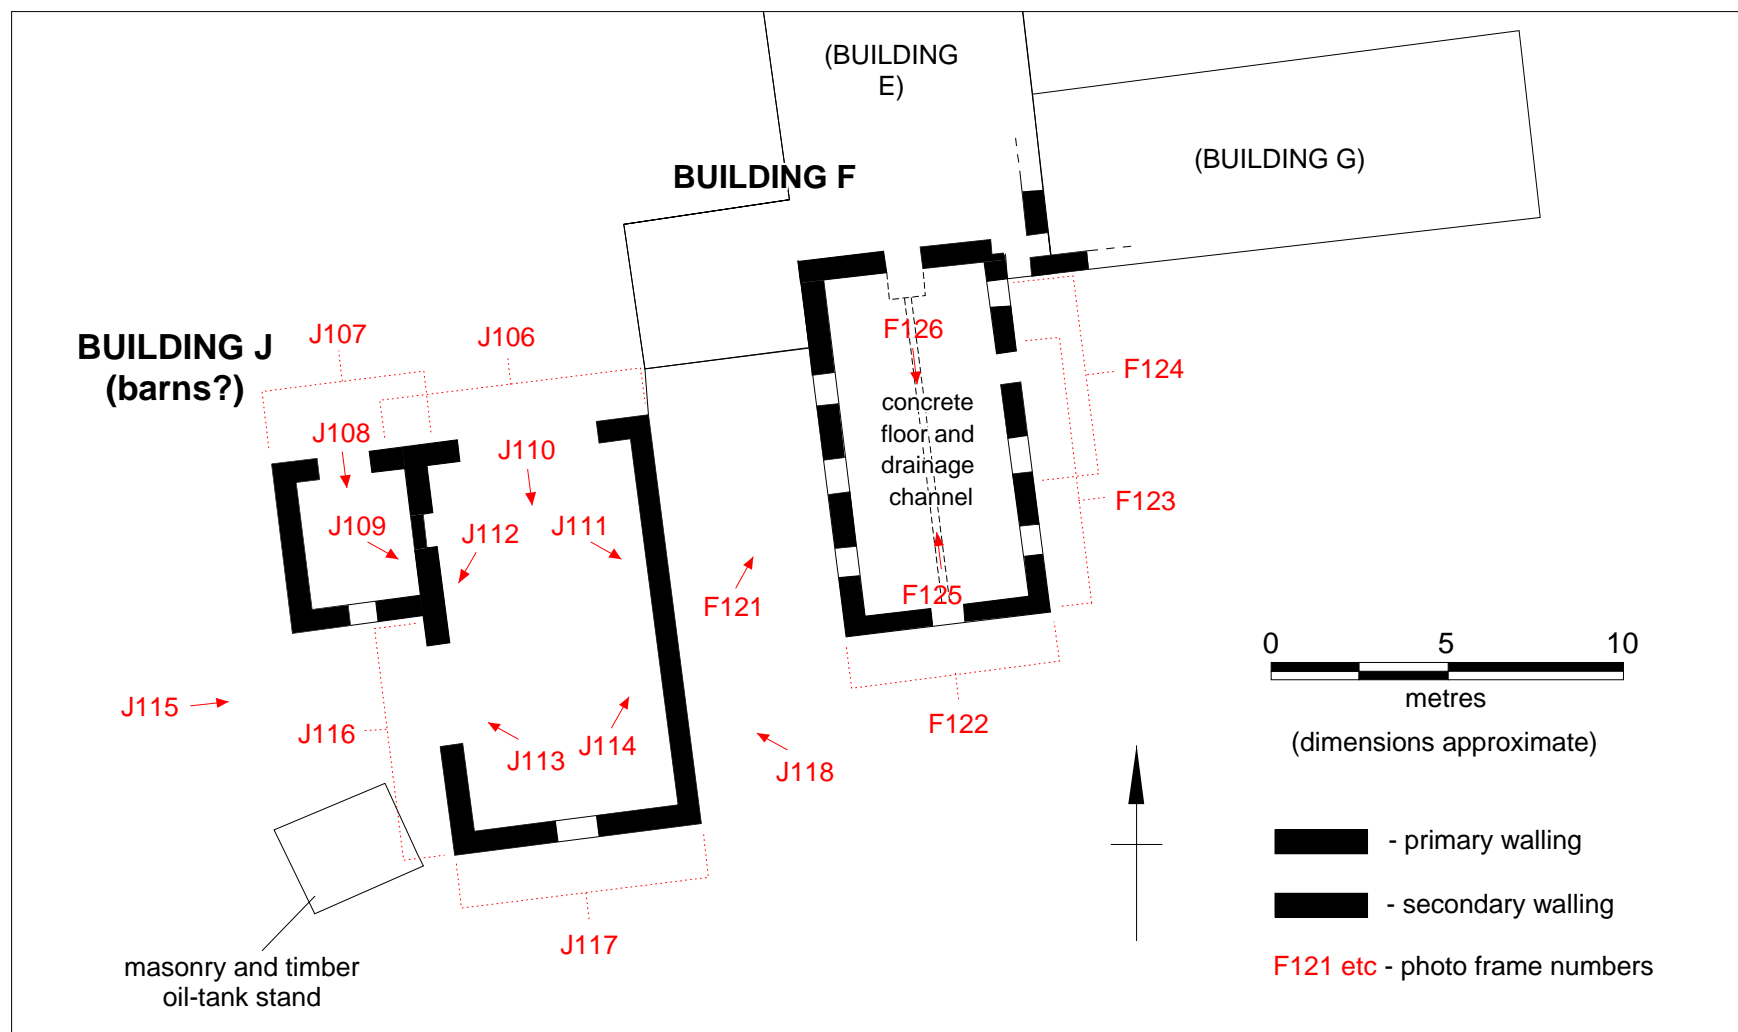 (BUILDING
E)
(BUILDING G)
BUILDING F
BUILDING J
(barns?)
J107
J106
F126
F124
concrete
floor and
drainage
channel
J108
J110
F123
J109
J112
J111
F121
F125
0 5 10
metres
(dimensions approximate)
J115
J116
J113
J114
J118
F122
- primary walling
- secondary walling
F121 etc - photo frame numbers
J117
masonry and timber
oil-tank stand